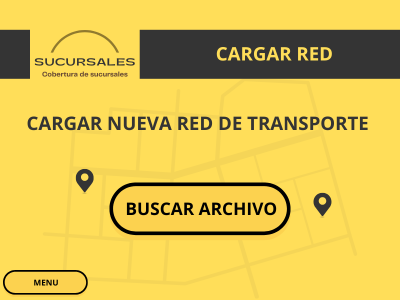 SUCURSALES
Cobertura de sucursales
CARGAR RED
CARGAR NUEVA RED DE TRANSPORTE
BUSCAR ARCHIVO
MENU